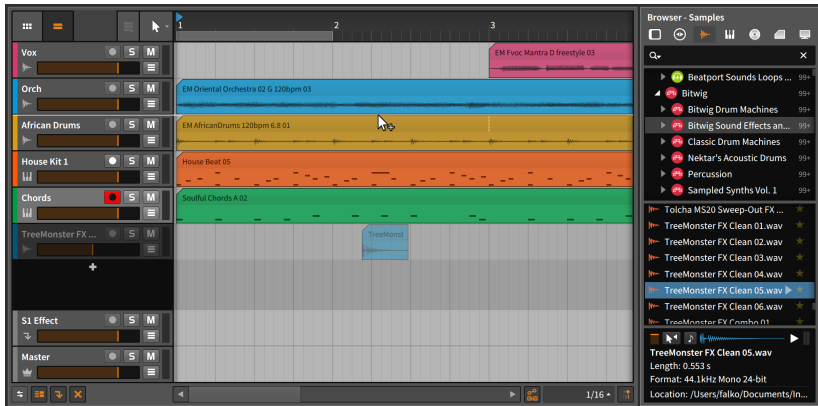 1
2
3
Vox
S M
EM Fvoc Mantra D freestyle 03
Orch
S M
EM Oriental Orchestra 02 G 120bpm 03
African Drums
S M
EM AfricanDrums 120bpm 6.8 01
House Kit 1
S M
House Beat 05
Chords
S M
Soulful Chords A 02
TreeMonster FX ...
S M
TreeMonst
+
S1 Effect
S M
Master
S M
1/16
Browser - Samples
Beatport Sounds Loops ... 99+
Bitwig 99+
Bitwig Drum Machines 99+
Bitwig Sound Effects an... 99+
Classic Drum Machines 99+
Nektar's Acoustic Drums 99+
Percussion 99+
Sampled Synths Vol. 1 99+
Tolcha MS20 Sweep-Out FX ...
TreeMonster FX Clean 01.wav
TreeMonster FX Clean 02.wav
TreeMonster FX Clean 03.wav
TreeMonster FX Clean 04.wav
TreeMonster FX Clean 05.wav
TreeMonster FX Clean 06.wav
TreeMonster FX Combo 01
TreeMonster FX Clean 05.wav
Length: 0.553 s
Format: 44.1kHz Mono 24-bit
Location: /Users/falko/Documents/In...